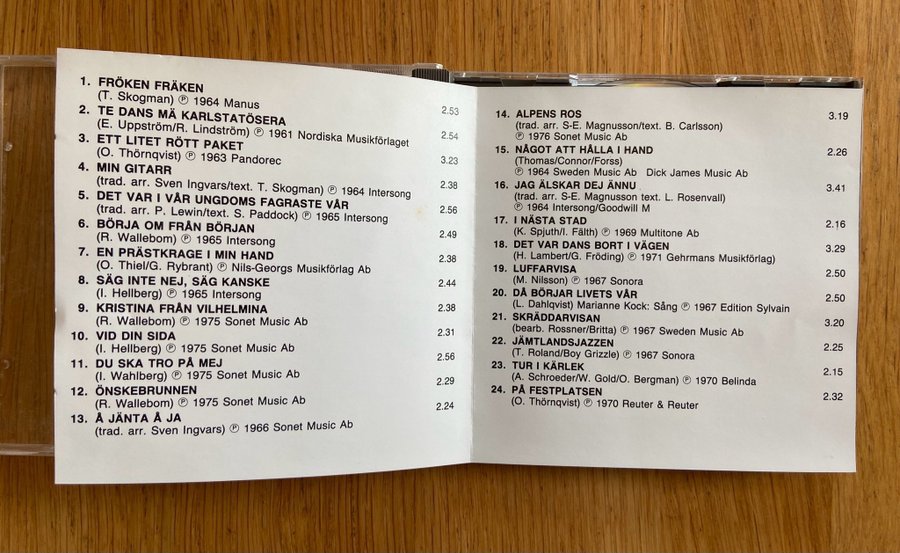 1. FRÖKEN FRÄKEN
(T. Skogman) Ⓟ 1964 Manus 2.53
2. TE DANS MÄ KARLSTATÖSERA
(E. Uppström/R. Lindström) Ⓟ 1961 Nordiska Musikförlaget 2.54
3. ETT LITET RÖTT PAKET
(O. Thörnqvist) Ⓟ 1963 Pandorec 3.23
4. MIN GITARR
(trad. arr. Sven Ingvars/text. T. Skogman) Ⓟ 1964 Intersong 2.38
5. DET VAR I VÅR UNGDOMS FAGRASTE VÅR
(trad. arr. P. Lewin/text. S. Paddock) Ⓟ 1965 Intersong 2.56
6. BÖRJA OM FRÅN BÖRJAN
(R. Wallebom) Ⓟ 1965 Intersong 2.49
7. EN PRÄSTKRAGE I MIN HAND
(O. Thiel/G. Rybrant) Ⓟ Nils-Georgs Musikförlag Ab 2.38
8. SÄG INTE NEJ, SÄG KANSKE
(I. Hellberg) Ⓟ 1965 Intersong 2.44
9. KRISTINA FRÅN VILHELMINA
(R. Wallebom) Ⓟ 1975 Sonet Music Ab 2.38
10. VID DIN SIDA
(I. Hellberg) Ⓟ 1975 Sonet Music Ab 2.31
11. DU SKA TRO PÅ MEJ
(I. Wahlberg) Ⓟ 1975 Sonet Music Ab 2.56
12. ÖNSKEBRUNNEN
(R. Wallebom) Ⓟ 1975 Sonet Music Ab 2.29
13. Å JÄNTA Å JA
(trad. arr. Sven Ingvars) Ⓟ 1966 Sonet Music Ab 2.24
14. ALPENS ROS 3.19
(trad. arr. S-E. Magnusson/text. B. Carlsson)
Ⓟ 1976 Sonet Music Ab
15. NÅGOT ATT HÅLLA I HAND 2.26
(Thomas/Connor/Forss)
Ⓟ 1964 Sweden Music Ab Dick James Music Ab
16. JAG ÄLSKAR DEJ ÄNNU 3.41
(trad. arr. S-E. Magnusson text. L. Rosenvall)
Ⓟ 1964 Intersong/Goodwill M
17. I NÄSTA STAD 2.16
(K. Spjuth/I. Fälth) Ⓟ 1969 Multitone Ab
18. DET VAR DANS BORT I VÄGEN 3.29
(H. Lambert/G. Fröding) Ⓟ 1971 Gehrmans Musikförlag)
19. LUFFARVISA 2.50
(M. Nilsson) Ⓟ 1967 Sonora
20. DÅ BÖRJAR LIVETS VÅR 2.50
(L. Dahlqvist) Marianne Kock: Sång Ⓟ 1967 Edition Sylvain
21. SKRÄDDARVISAN 3.20
(bearb. Rossner/Britta) Ⓟ 1967 Sweden Music Ab
22. JÄMTLANDSJAZZEN 2.25
(T. Roland/Boy Grizzle) Ⓟ 1967 Sonora
23. TUR I KÄRLEK 2.15
(A. Schroeder/W. Gold/O. Bergman) Ⓟ 1970 Belinda
24. PÅ FESTPLATSEN 2.32
(O. Thörnqvist) Ⓟ 1970 Reuter & Reuter